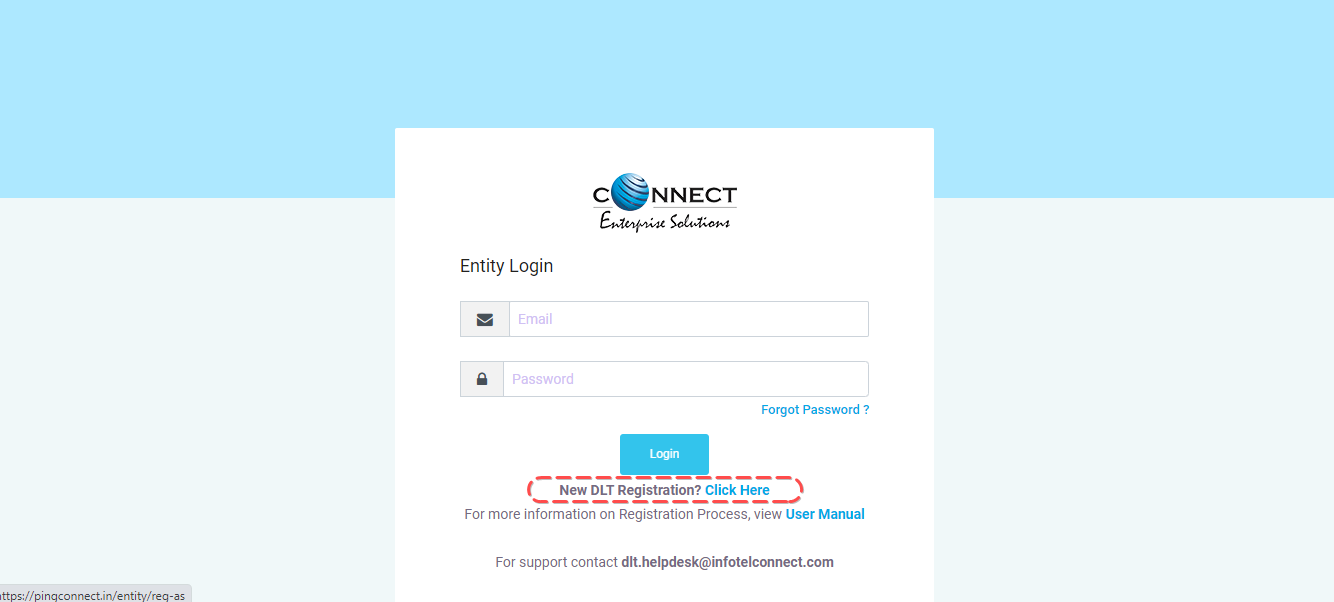 CONNECT
Enterprise Solutions
Entity Login
Email
Password
Forgot Password ?
Login
New DLT Registration? Click Here
For more information on Registration Process, view User Manual
For support contact dlt.helpdesk@infotelconnect.com
https://pingconnect.in/entity/reg-as